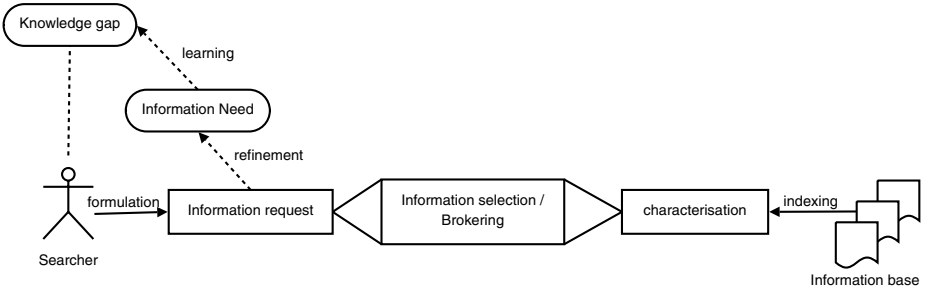 Knowledge gap
learning
Information Need
refinement
formulation
Information request
Information selection /
Brokering
characterisation
indexing
Searcher
Information base